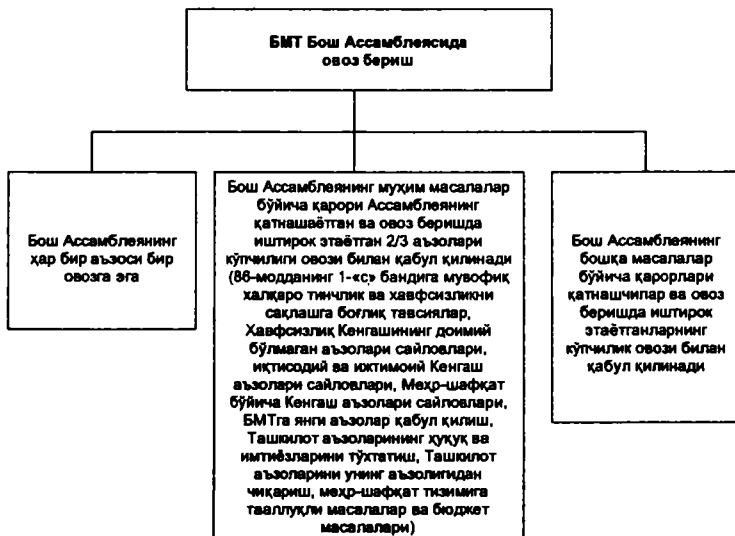 БМТ Бош Ассамблеясида
овоз бериш
Бош Ассамблеянинг
ҳар бир аъзоси бир
овозга эга
Бош Ассамблеянинг муҳим масалалар
бўйича қарори Ассамблеянинг
қатнашаётган ва овоз беришда
иштирок этаётган 2/3 аъзолари
кўпчилиги овози билан қабул қилинади
(86-модданинг 1-«с» бандига мувофиқ
халқаро тинчлик ва хавфсизликни
сақлашга боғлиқ тавсиялар,
Хавфсизлик Кенгашининг доимий
бўлмаган аъзолари сайловлари,
иқтисодий ва ижтимоий Кенгаш
аъзолари сайловлари, Меҳр-шафқат
бўйича Кенгаш аъзолари сайловлари,
БМТга янги аъзолар қабул қилиш,
Ташкилот аъзоларининг ҳуқуқ ва
имтиёзларини тўхтатиш, Ташкилот
аъзоларини унинг аъзолигидан
чиқариш, меҳр-шафқат тизимига
тааллуқли масалалар ва бюджет
масалалари)
Бош Ассамблеянинг
бошқа масалалар
бўйича қарорлари
қатнашчилар ва овоз
беришда иштирок
этаётганларнинг
кўпчилик овози билан
қабул қилинади